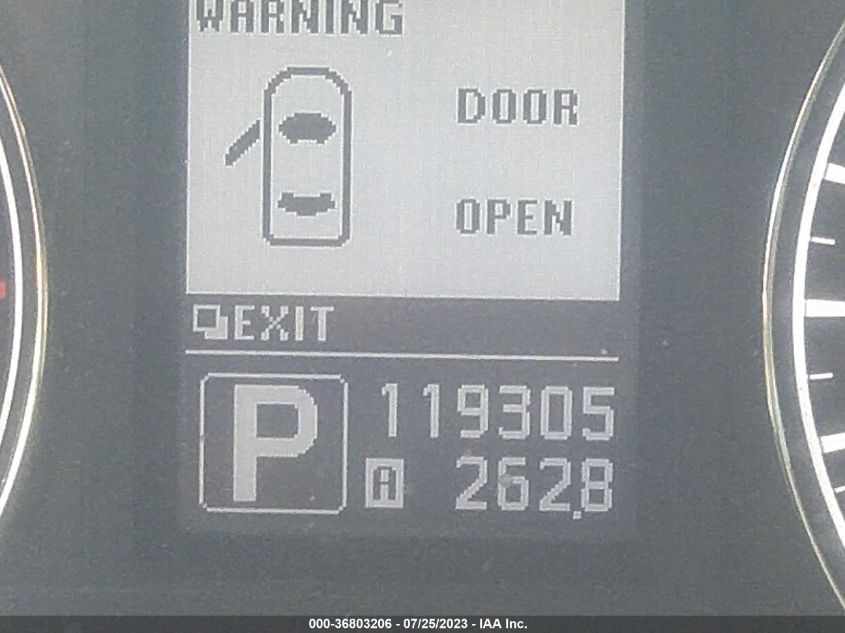 WARNING
DOOR
OPEN
EXIT
P 119305
A 262.8
000-36803206 - 07/25/2023 - IAA Inc.